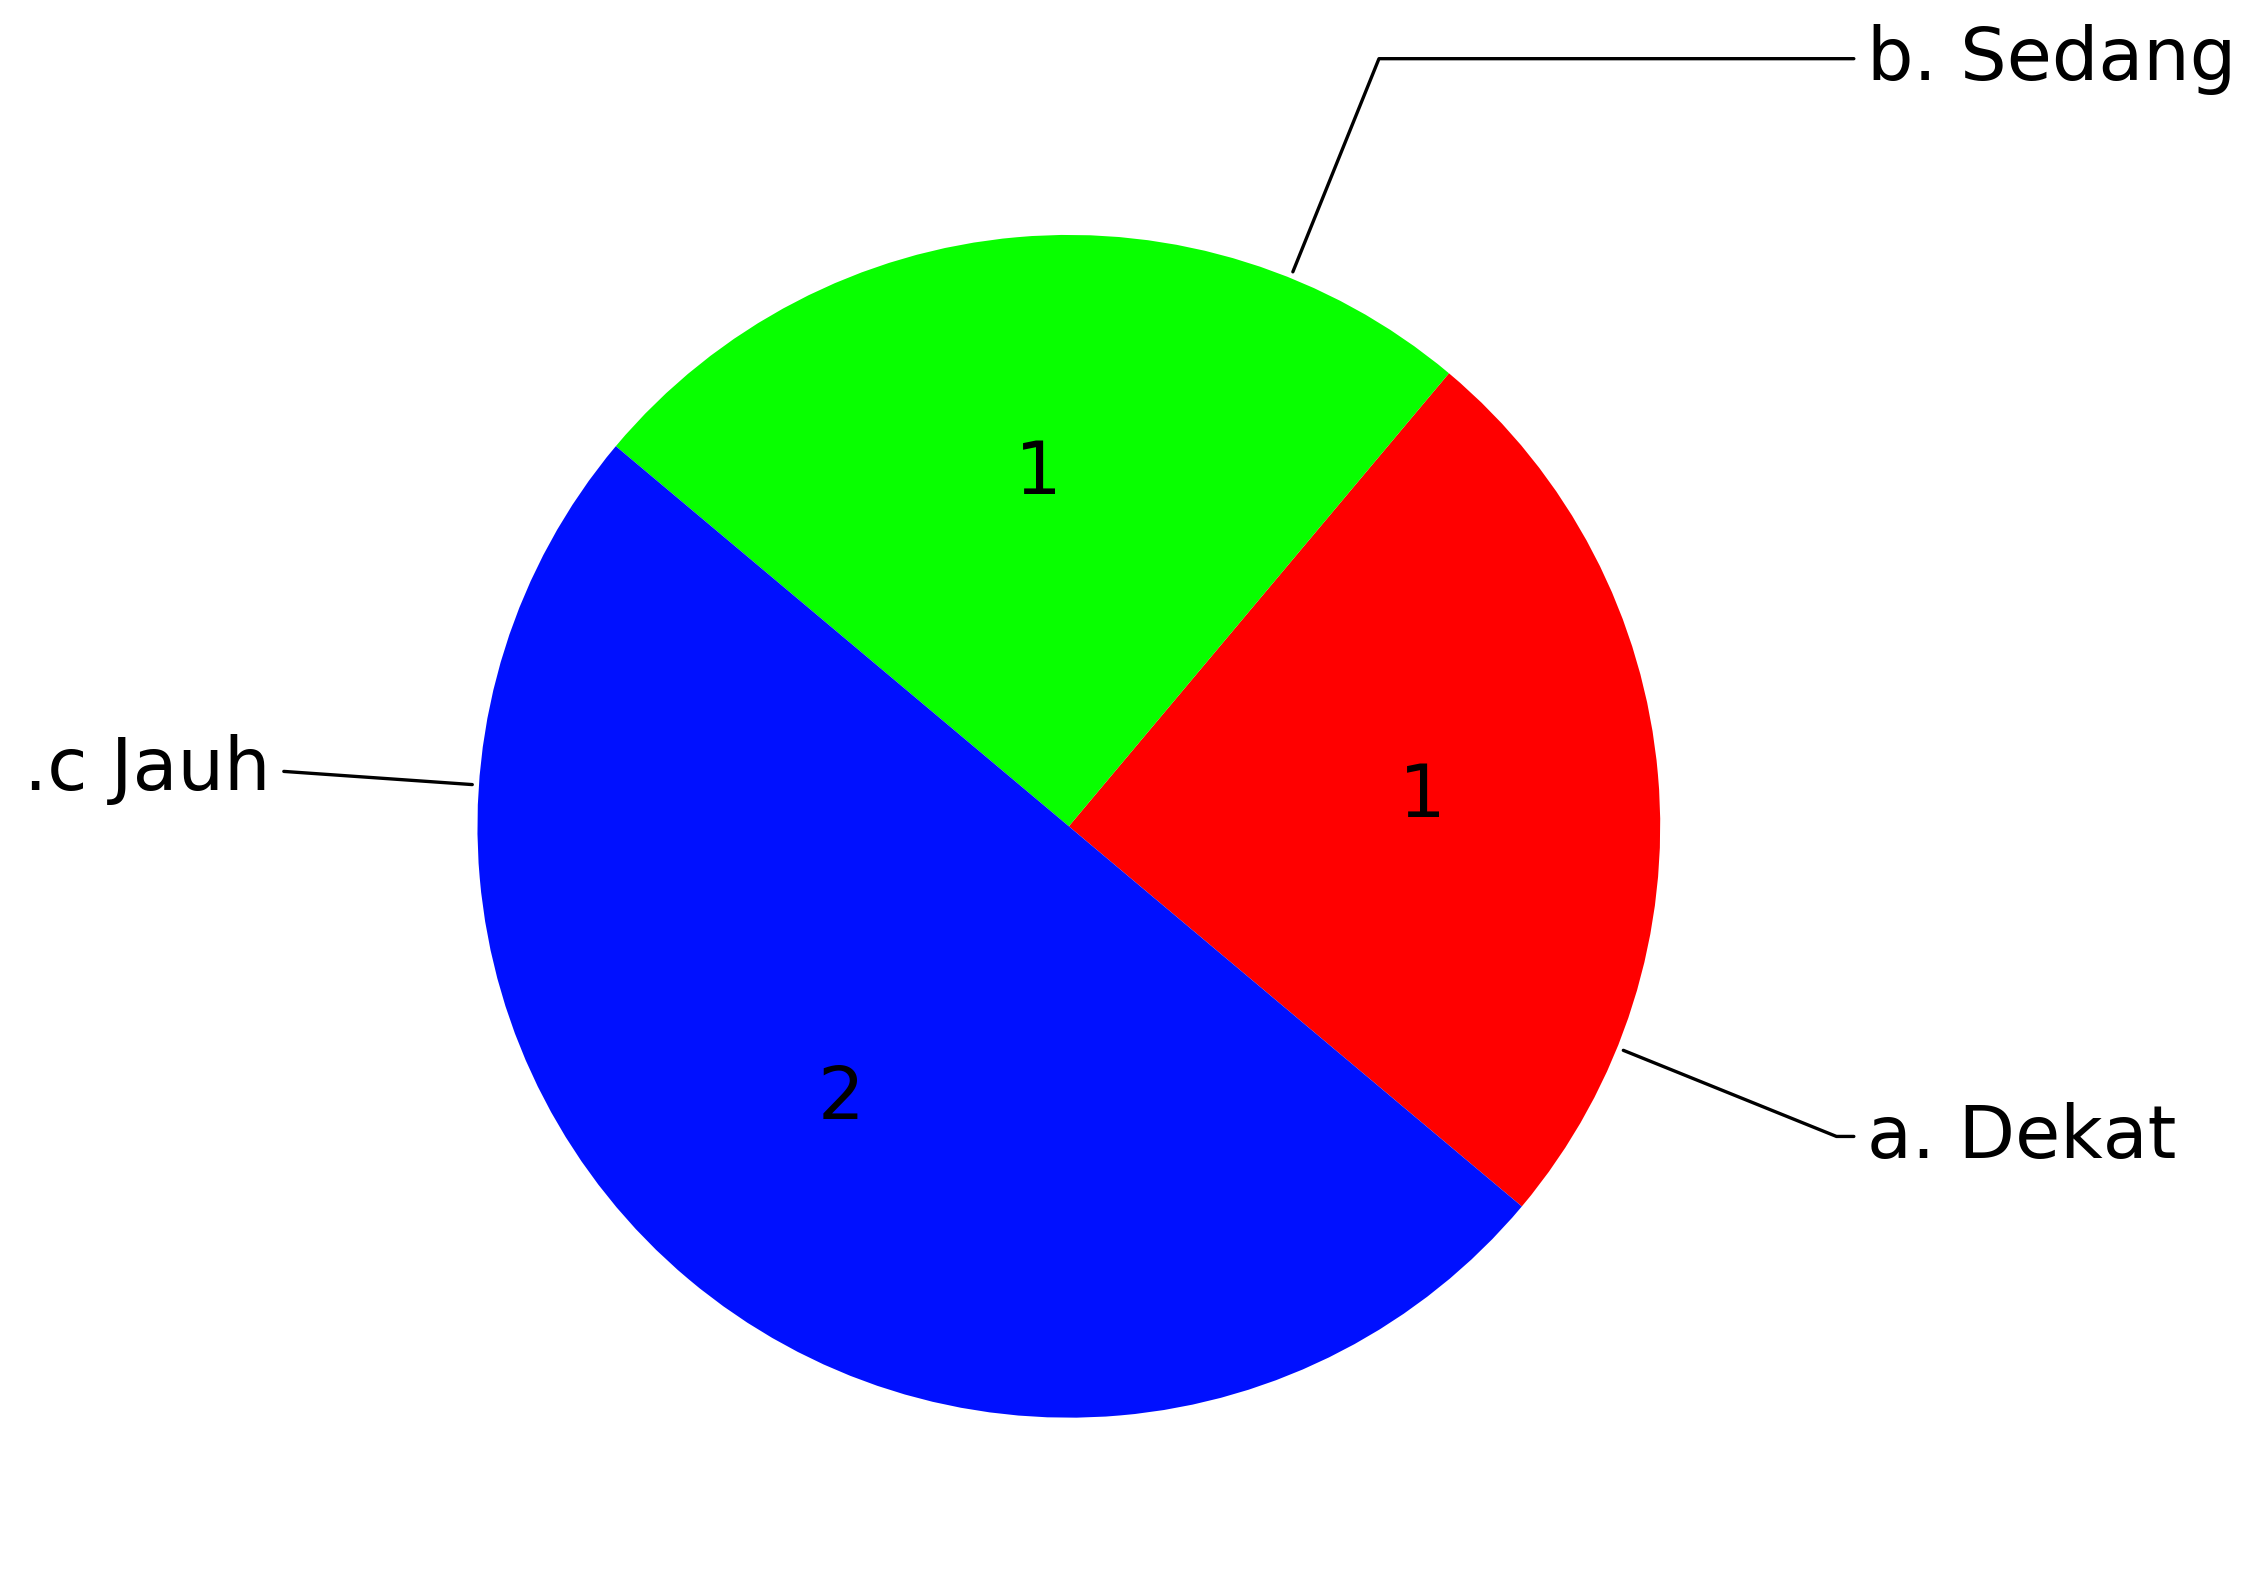 b. Sedang
1
.c Jauh
1
2
a. Dekat